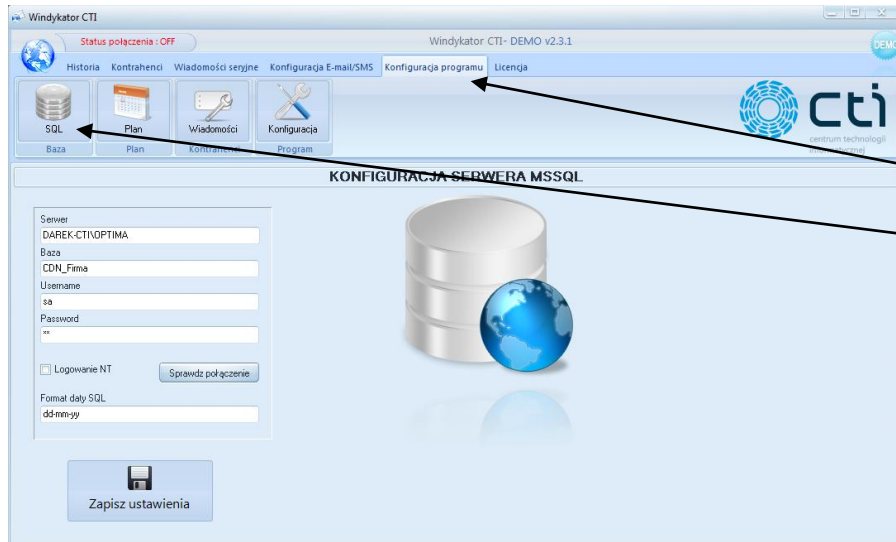 Windykator CTI
Status połączenia : OFF
Windykator CTI- DEMO v2.3.1
DEMO
Historia Kontrahenci Wiadomości seryjne Konfiguracja E-mail/SMS Konfiguracja programu Licencja
SQL Plan Wiadomości Konfiguracja
Baza Plan Kontrahenci Program
cti
centrum technologii
informatycznej
KONFIGURACJA SERWERA MSSQL
Serwer
DAREK-CTI\OPTIMA
Baza
CDN_Firma
Username
sa
Password
**
Logowanie NT
Sprawdz połączenie
Format daty SQL
dd-mm-yy
Zapisz ustawienia